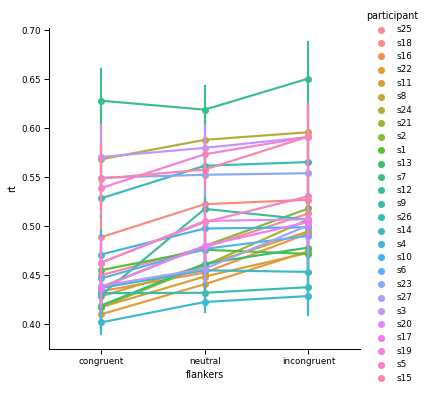 participant
0.70
0.65
0.60
0.55
0.50
0.45
0.40
rt
congruent
neutral
incongruent
flankers
s25
s18
s16
s22
s11
s8
s24
s21
s2
s1
s13
s7
s12
s9
s26
s14
s4
s10
s6
s23
s27
s3
s20
s17
s19
s5
s15